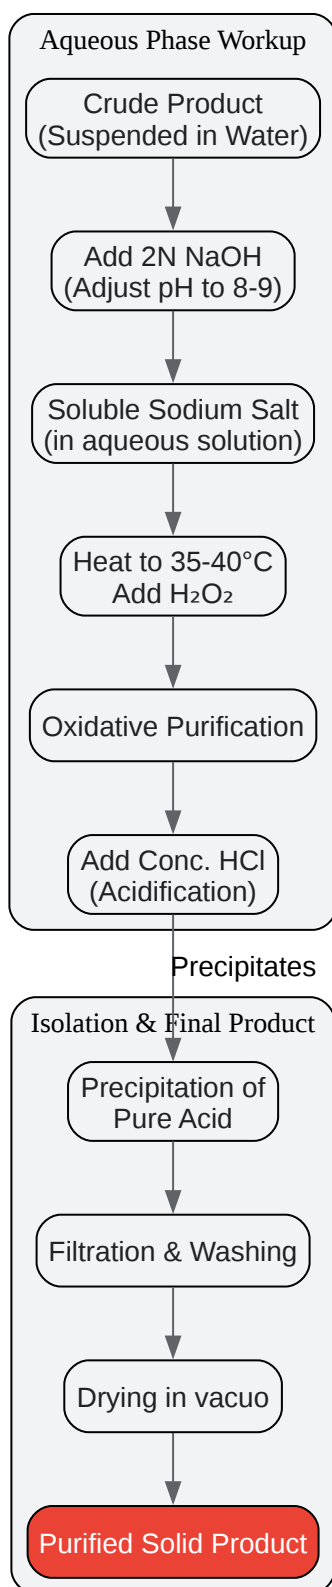 Aqueous Phase Workup
Crude Product
(Suspended in Water)
Add 2N NaOH
(Adjust pH to 8-9)
Soluble Sodium Salt
(in aqueous solution)
Heat to 35-40°C
Add H₂O₂
Oxidative Purification
Add Conc. HCl
(Acidification)
Precipitates
Isolation & Final Product
Precipitation of
Pure Acid
Filtration & Washing
Drying in vacuo
Purified Solid Product